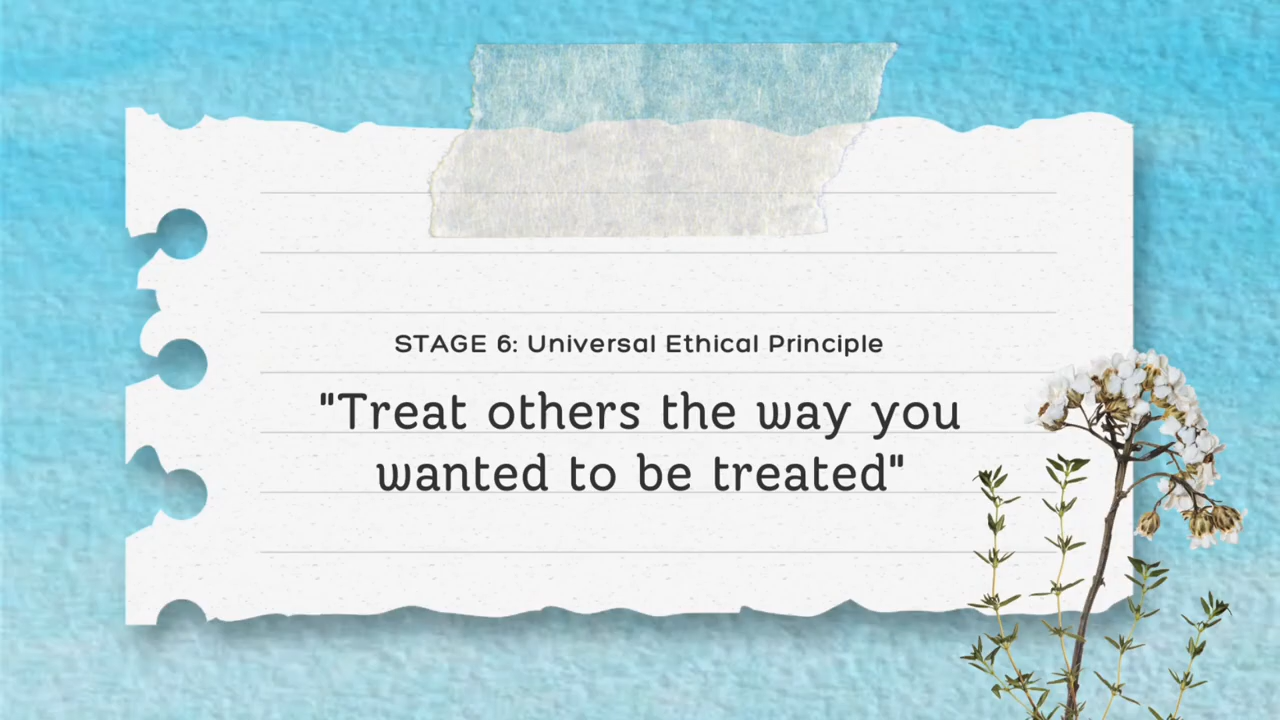 STAGE 6: Universal Ethical Principle
"Treat others the way you
wanted to be treated"